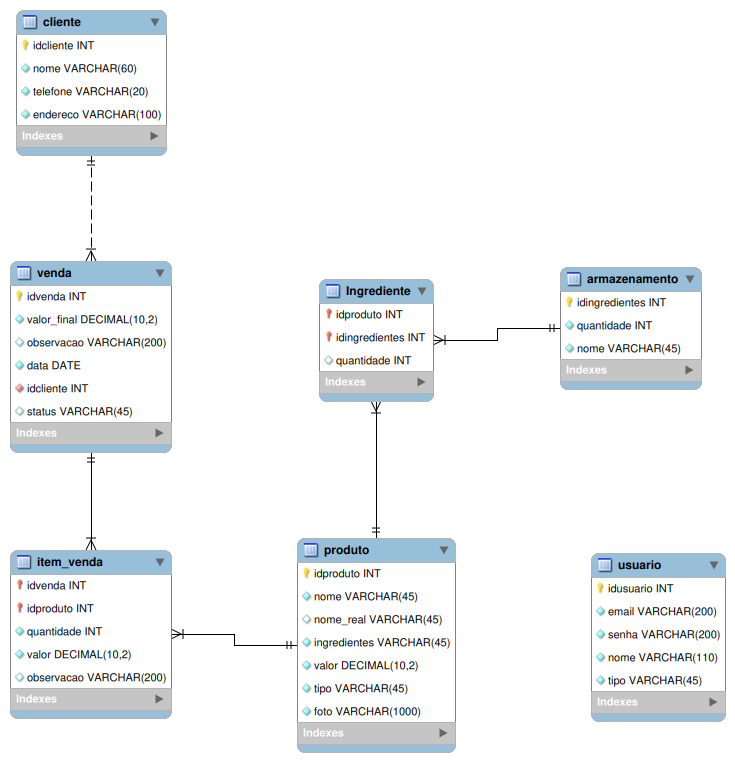 cliente
idcliente INT
nome VARCHAR(60)
telefone VARCHAR(20)
endereco VARCHAR(100)
Indexes
venda
idvenda INT
valor_final DECIMAL(10,2)
observacao VARCHAR(200)
data DATE
idcliente INT
status VARCHAR(45)
Indexes
Ingrediente
idproduto INT
idingredientes INT
quantidade INT
Indexes
armazenamento
idingredientes INT
quantidade INT
nome VARCHAR(45)
Indexes
item_venda
idvenda INT
idproduto INT
quantidade INT
valor DECIMAL(10,2)
observacao VARCHAR(200)
Indexes
produto
idproduto INT
nome VARCHAR(45)
nome_real VARCHAR(45)
ingredientes VARCHAR(45)
valor DECIMAL(10,2)
tipo VARCHAR(45)
foto VARCHAR(1000)
Indexes
usuario
idusuario INT
email VARCHAR(200)
senha VARCHAR(200)
nome VARCHAR(110)
tipo VARCHAR(45)
Indexes